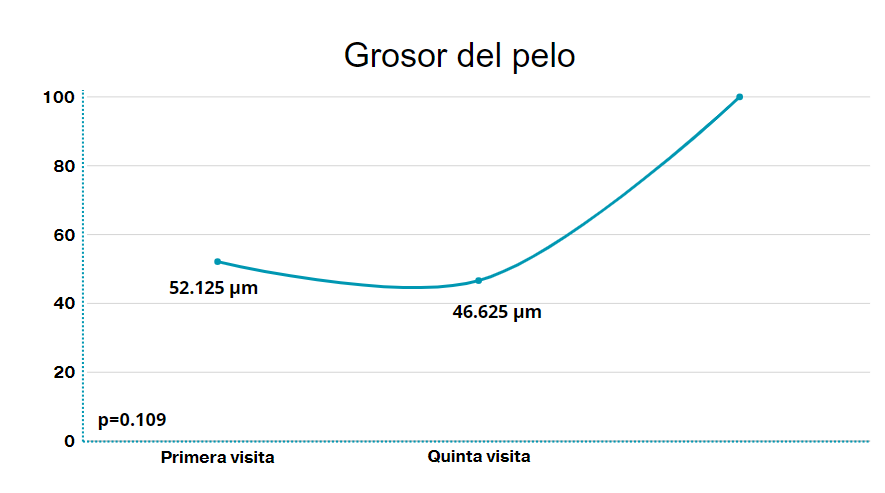 Grosor del pelo
100
80
60
52.125 µm
46.625 µm
40
20
p=0.109
0
Primera visita
Quinta visita